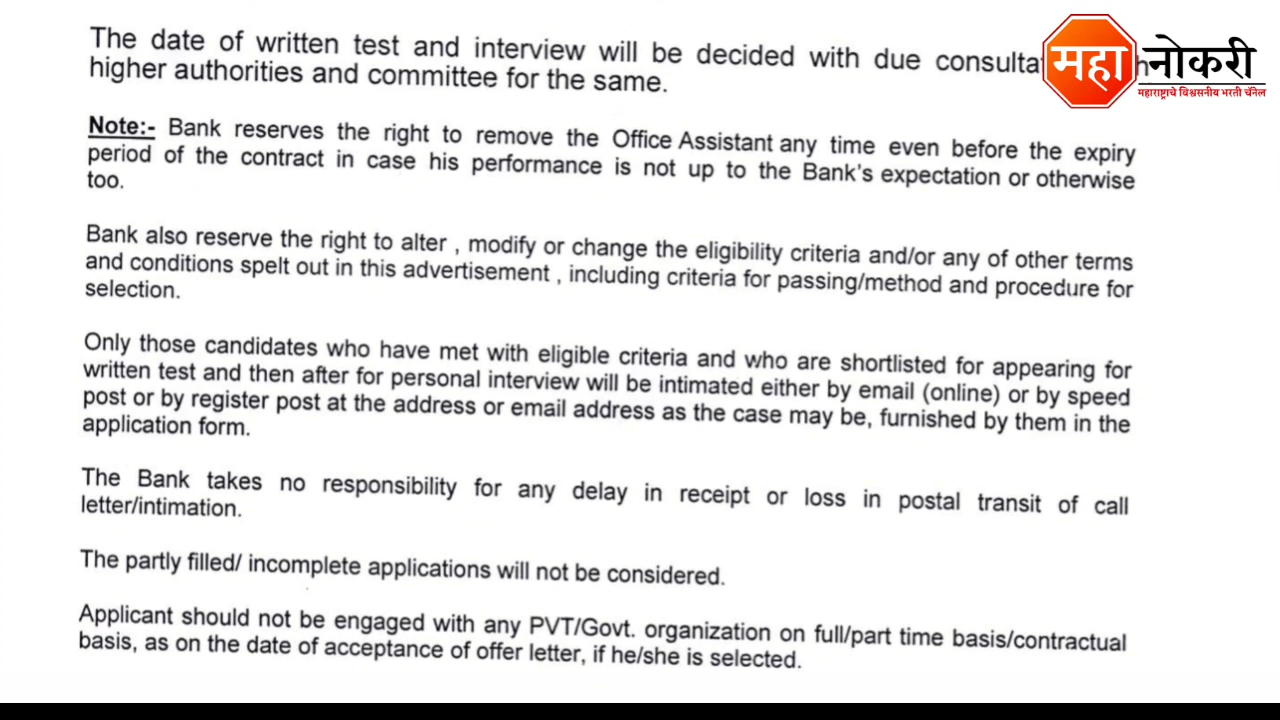 The date of written test and interview will be decided with due
higher authorities and committee for the same.
Note:- Bank reserves the right to remove the Office Assistant any time even before the expiry
period of the contract in case his performance is not up to the Bank's expectation or otherwise
too.
Bank also reserve the right to alter , modify or change the eligibility criteria and/or any of other terms
and conditions spelt out in this advertisement , including criteria for passing/method and procedure for
selection.
Only those candidates who have met with eligible criteria and who are shortlisted for appearing for
written test and then after for personal interview will be intimated either by email (online) or by speed
post or by register post at the address or email address as the case may be, furnished by them in the
application form.
The Bank takes no responsibility for any delay in receipt or loss in postal transit of call
letter/intimation.
The partly filled/ incomplete applications will not be considered.
Applicant should not be engaged with any PVT/Govt. organization on full/part time basis/contractual
basis, as on the date of acceptance of offer letter, if he/she is selected.
महा नोकरी
महाराष्ट्राचे विश्वसनीय भरती चॅनेल